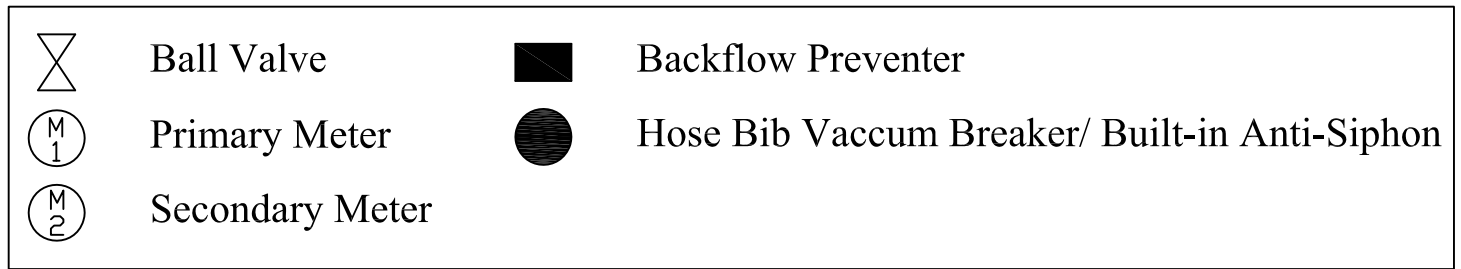 Ball Valve
Backflow Preventer
M
1
Primary Meter
Hose Bib Vaccum Breaker/ Built-in Anti-Siphon
M
2
Secondary Meter